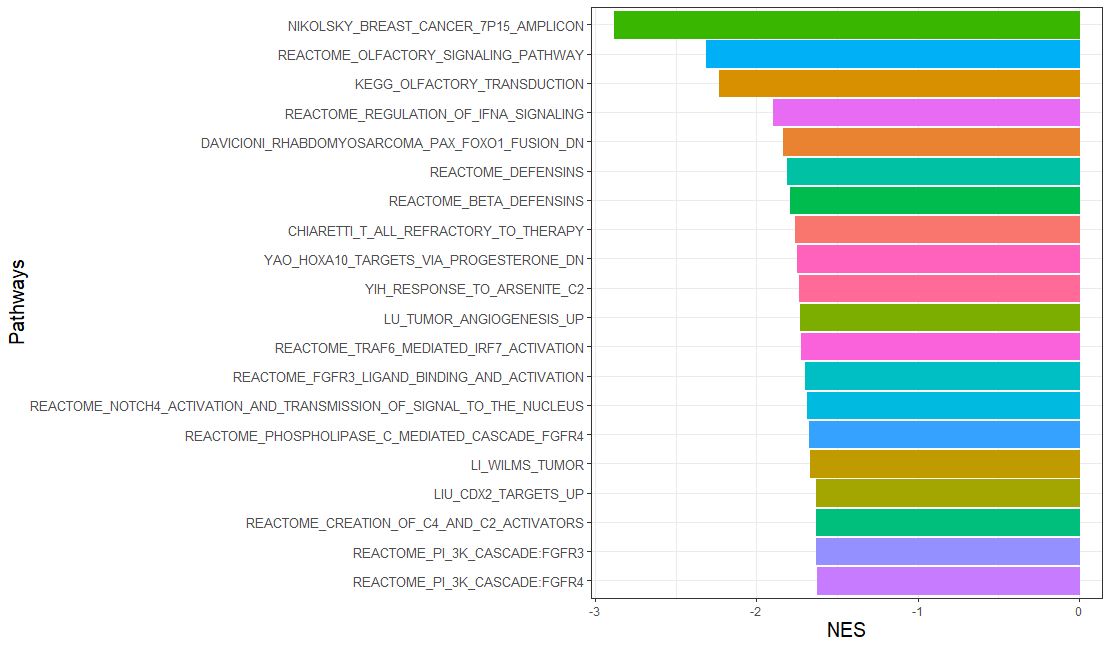 NIKOLSKY_BREAST_CANCER_7P15_AMPLICON
REACTOME_OLFACTORY_SIGNALING_PATHWAY
KEGG_OLFACTORY_TRANSDUCTION
REACTOME_REGULATION_OF_IFNA_SIGNALING
DAVICIONI_RHABDOMYOSARCOMA_PAX_FOXO1_FUSION_DN
REACTOME_DEFENSINS
REACTOME_BETA_DEFENSINS
CHIARETTI_T_ALL_REFRACTORY_TO_THERAPY
YAO_HOXA10_TARGETS_VIA_PROGESTERONE_DN
YIH_RESPONSE_TO_ARSENITE_C2
LU_TUMOR_ANGIOGENESIS_UP
REACTOME_TRAF6_MEDIATED_IRF7_ACTIVATION
REACTOME_FGFR3_LIGAND_BINDING_AND_ACTIVATION
REACTOME_NOTCH4_ACTIVATION_AND_TRANSMISSION_OF_SIGNAL_TO_THE_NUCLEUS
REACTOME_PHOSPHOLIPASE_C_MEDIATED_CASCADE_FGFR4
LI_WILMS_TUMOR
LIU_CDX2_TARGETS_UP
REACTOME_CREATION_OF_C4_AND_C2_ACTIVATORS
REACTOME_PI_3K_CASCADE:FGFR3
REACTOME_PI_3K_CASCADE:FGFR4
Pathways
-3 -2 -1 0
NES